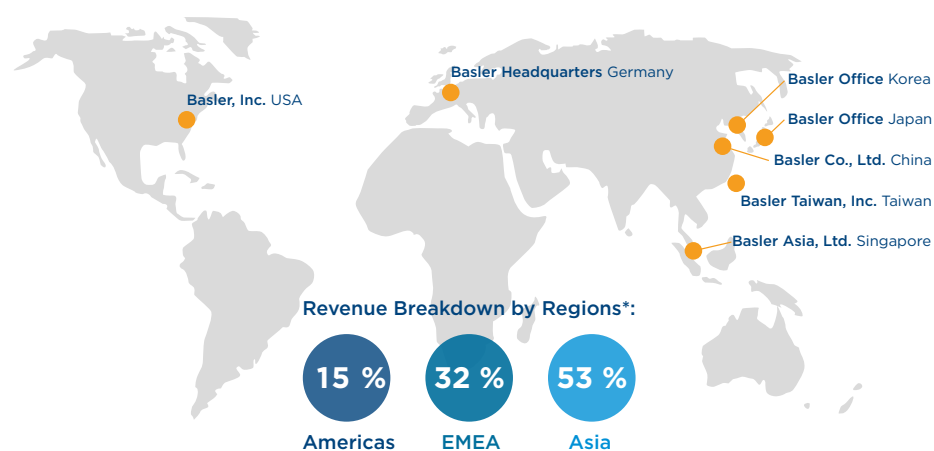 Basler Headquarters Germany
Basler Office Korea
Basler, Inc. USA
Basler Office Japan
Basler Co., Ltd. China
Basler Taiwan, Inc. Taiwan
Basler Asia, Ltd. Singapore
Revenue Breakdown by Regions*:
15 % 32 % 53 %
Americas EMEA Asia